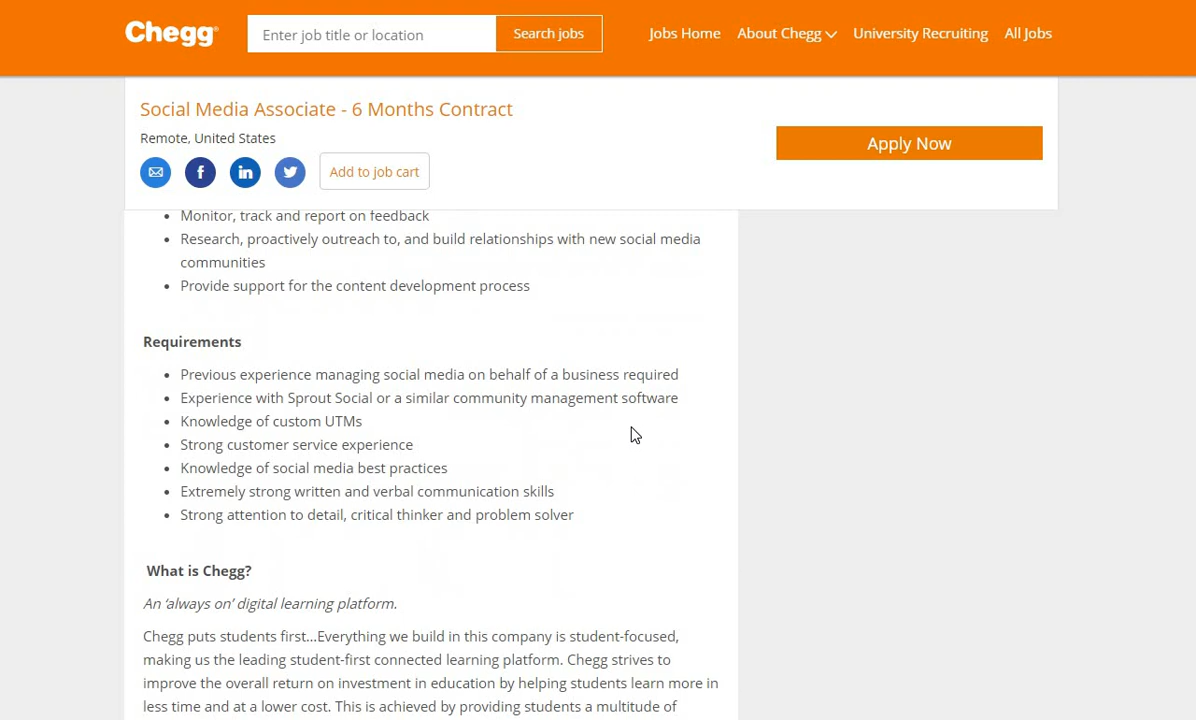 Chegg
Enter job title or location
Search jobs
Jobs Home
About Chegg
University Recruiting
All Jobs
Social Media Associate - 6 Months Contract
Remote, United States
Apply Now
f
in
Add to job cart
• Monitor, track and report on feedback
• Research, proactively outreach to, and build relationships with new social media
communities
• Provide support for the content development process
Requirements
• Previous experience managing social media on behalf of a business required
• Experience with Sprout Social or a similar community management software
• Knowledge of custom UTMs
• Strong customer service experience
• Knowledge of social media best practices
• Extremely strong written and verbal communication skills
• Strong attention to detail, critical thinker and problem solver
What is Chegg?
An ‘always on’ digital learning platform.
Chegg puts students first...Everything we build in this company is student-focused,
making us the leading student-first connected learning platform. Chegg strives to
improve the overall return on investment in education by helping students learn more in
less time and at a lower cost. This is achieved by providing students a multitude of